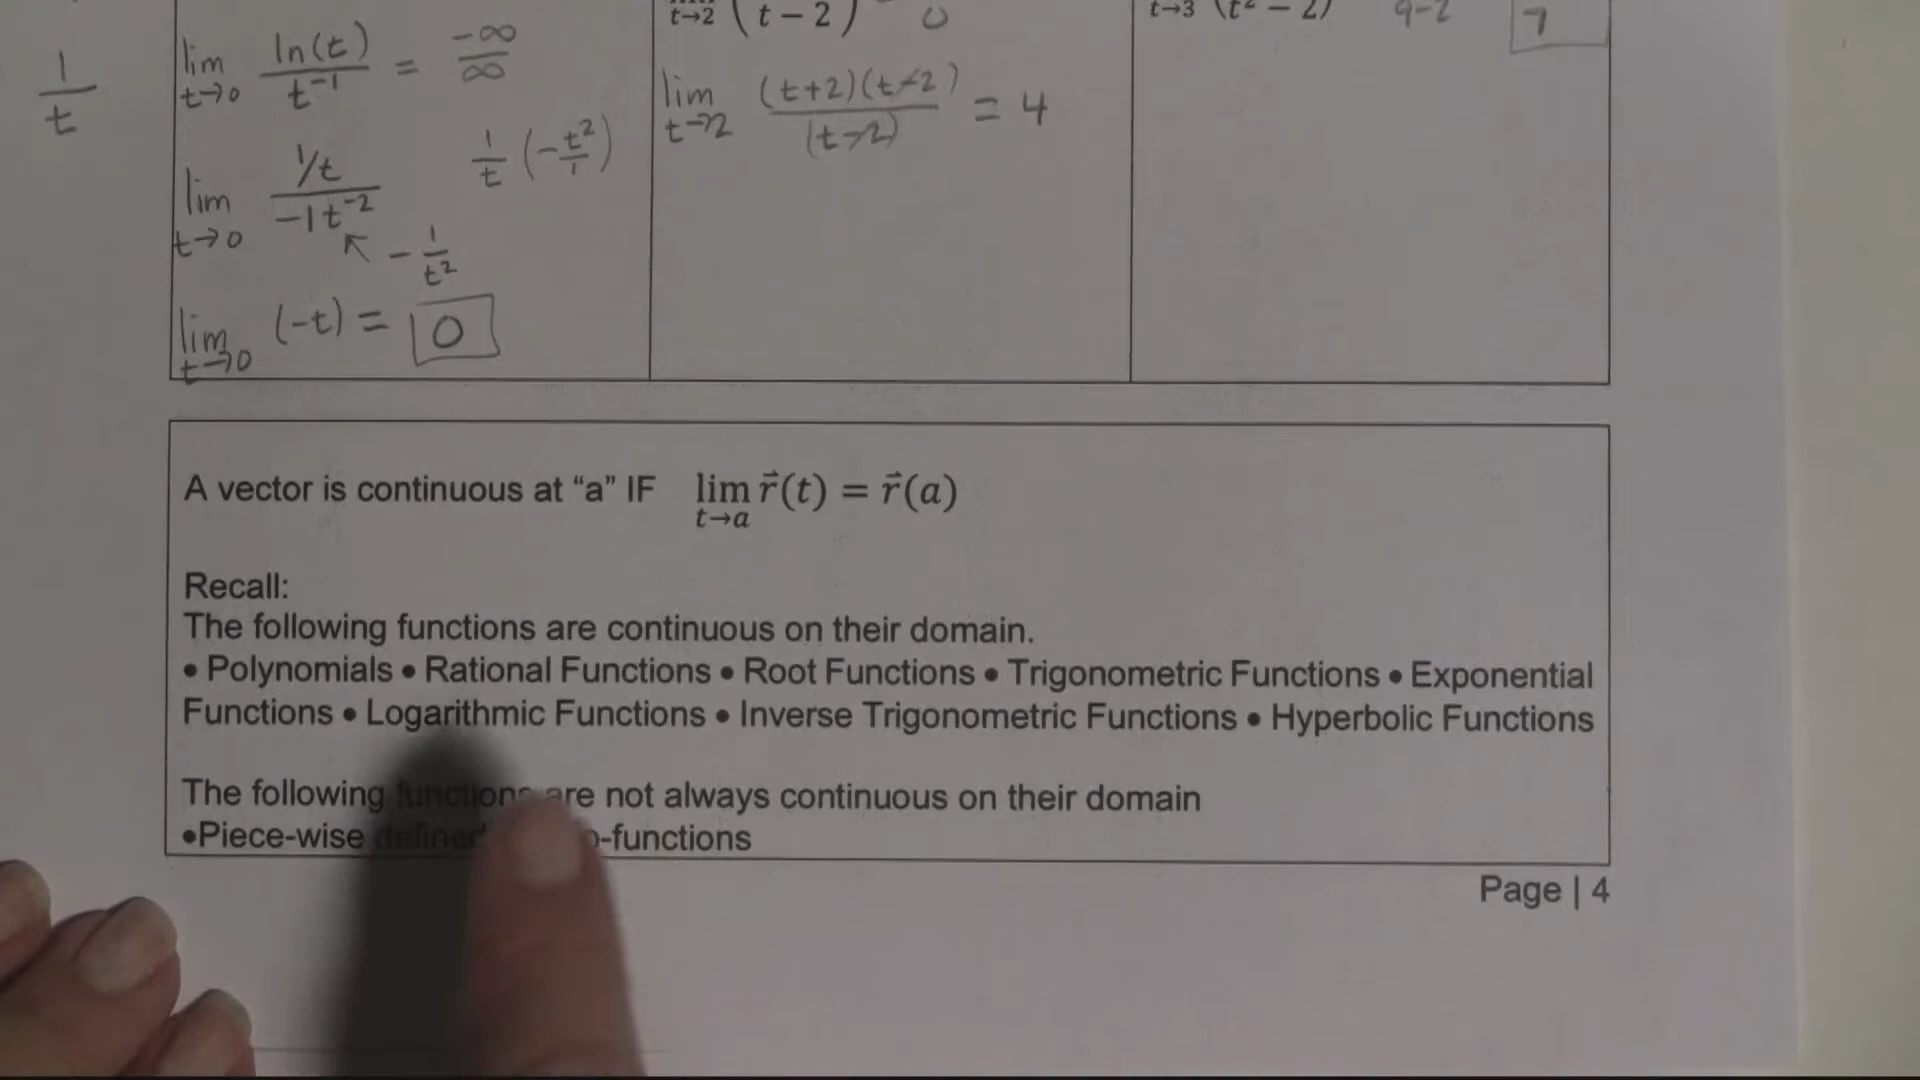 lim t→2 ( t − 2 ) 0
t→3 (t² − 2) 9-2 7
1/t
lim t→0 ln(t)/t⁻¹ = -∞/∞
lim t→2 (t+2)(t-2)/(t-2) = 4
lim t→0 1/t / -1t⁻² 1/t (-t²/1)
↖ - 1/t²
lim t→0 (-t) = 0
A vector is continuous at “a” IF lim t→a r⃗(t) = r⃗(a)
Recall:
The following functions are continuous on their domain.
• Polynomials • Rational Functions • Root Functions • Trigonometric Functions • Exponential
Functions • Logarithmic Functions • Inverse Trigonometric Functions • Hyperbolic Functions
The following functions are not always continuous on their domain
•Piece-wise defined -functions
Page | 4